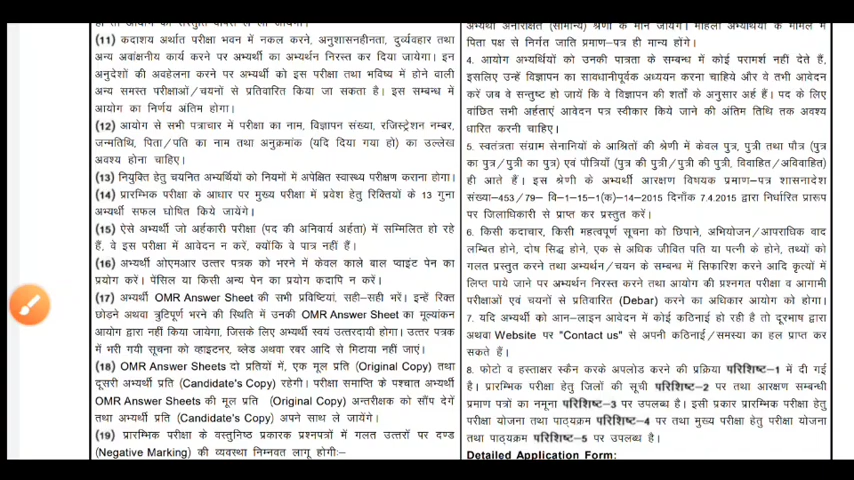 (11) कदाशय अर्थात परीक्षा भवन में नकल करने, अनुशासनहीनता, दुर्व्यवहार तथा
अन्य अवांछनीय कार्य करने पर अभ्यर्थी का अभ्यर्थन निरस्त कर दिया जायेगा। इन
अनुदेशों की अवहेलना करने पर अभ्यर्थी को इस परीक्षा तथा भविष्य में होने वाली
अन्य समस्त परीक्षाओं/चयनों से प्रतिवारित किया जा सकता है। इस सम्बन्ध में
आयोग का निर्णय अंतिम होगा।
(12) आयोग से सभी पत्राचार में परीक्षा का नाम, विज्ञापन संख्या, रजिस्ट्रेशन नम्बर,
जन्मतिथि, पिता/पति का नाम तथा अनुक्रमांक (यदि दिया गया हो) का उल्लेख
अवश्य होना चाहिए।
(13) नियुक्ति हेतु चयनित अभ्यर्थियों को नियमों में अपेक्षित स्वास्थ्य परीक्षण कराना होगा।
(14) प्रारम्भिक परीक्षा के आधार पर मुख्य परीक्षा में प्रवेश हेतु रिक्तियों के 13 गुना
अभ्यर्थी सफल घोषित किये जायेंगे।
(15) ऐसे अभ्यर्थी जो अर्हकारी परीक्षा (पद की अनिवार्य अर्हता) में सम्मिलित हो रहे
हैं, वे इस परीक्षा में आवेदन न करें, क्योंकि वे पात्र नहीं हैं।
(16) अभ्यर्थी ओएमआर उत्तर पत्रक को भरने में केवल काले बाल प्वाइंट पेन का
प्रयोग करें। पेंसिल या किसी अन्य पेन का प्रयोग कदापि न करें।
(17) अभ्यर्थी OMR Answer Sheet की सभी प्रविष्टियां, सही–सही भरें। इन्हें रिक्त
छोडने अथवा त्रुटिपूर्ण भरने की स्थिति में उनकी OMR Answer Sheet का मूल्यांकन
आयोग द्वारा नहीं किया जायेगा, जिसके लिए अभ्यर्थी स्वयं उत्तरदायी होगा। उत्तर पत्रक
में भरी गयी सूचना को व्हाइटनर, ब्लेड अथवा रबर आदि से मिटाया नहीं जाएं।
(18) OMR Answer Sheets दो प्रतियों में, एक मूल प्रति (Original Copy) तथा
दूसरी अभ्यर्थी प्रति (Candidate's Copy) रहेगी। परीक्षा समाप्ति के पश्चात अभ्यर्थी
OMR Answer Sheets की मूल प्रति (Original Copy) अन्तरीक्षक को सौंप देगें
तथा अभ्यर्थी प्रति (Candidate's Copy) अपने साथ ले जायेंगे।
(19) प्रारम्भिक परीक्षा के वस्तुनिष्ठ प्रकारक प्रश्नपत्रों में गलत उत्तरों पर दण्ड
(Negative Marking) की व्यवस्था निम्नवत लागू होगीः–
अभ्यर्थी अनारक्षित (सामान्य) श्रेणी के माने जायेंगे। महिला अभ्यर्थियों के मामले में
पिता पक्ष से निर्गत जाति प्रमाण–पत्र ही मान्य होंगे।
4. आयोग अभ्यर्थियों को उनकी पात्रता के सम्बन्ध में कोई परामर्श नहीं देते हैं,
इसलिए उन्हें विज्ञापन का सावधानीपूर्वक अध्ययन करना चाहिये और वे तभी आवेदन
करें जब वे सन्तुष्ट हो जायें कि वे विज्ञापन की शर्तों के अनुसार अर्ह हैं। पद के लिए
वांछित सभी अर्हताएं आवेदन पत्र स्वीकार किये जाने की अंतिम तिथि तक अवश्य
धारित करनी चाहिए।
5. स्वतंत्रता संग्राम सेनानियों के आश्रितों की श्रेणी में केवल पुत्र, पुत्री तथा पौत्र (पुत्र
का पुत्र/पुत्री का पुत्र) एवं पौत्रियाँ (पुत्र की पुत्री/पुत्री की पुत्री, विवाहित/अविवाहित)
ही आते हैं। इस श्रेणी के अभ्यर्थी आरक्षण विषयक प्रमाण–पत्र शासनादेश
संख्या–453/79– वि–1–15–1(क)–14–2015 दिनाँक 7.4.2015 द्वारा निर्धारित प्रारूप
पर जिलाधिकारी से प्राप्त कर प्रस्तुत करें।
6. किसी कदाचार, किसी महत्वपूर्ण सूचना को छिपाने, अभियोजन/आपराधिक वाद
लम्बित होने, दोष सिद्ध होने, एक से अधिक जीवित पति या पत्नी के होने, तथ्यों को
गलत प्रस्तुत करने तथा अभ्यर्थन/चयन के सम्बन्ध में सिफारिश करने आदि कृत्यों में
लिप्त पाये जाने पर अभ्यर्थन निरस्त करने तथा आयोग की प्रश्नगत परीक्षा व आगामी
परीक्षाओं एवं चयनों से प्रतिवारित (Debar) करने का अधिकार आयोग को होगा।
7. यदि अभ्यर्थी को आन–लाइन आवेदन में कोई कठिनाई हो रही है तो दूरभाष द्वारा
अथवा Website पर "Contact us" से अपनी कठिनाई/समस्या का हल प्राप्त कर
सकते हैं।
8. फोटो व हस्ताक्षर स्कैन करके अपलोड करने की प्रक्रिया परिशिष्ट–1 में दी गई
है। प्रारम्भिक परीक्षा हेतु जिलों की सूची परिशिष्ट–2 पर तथा आरक्षण सम्बन्धी
प्रमाण पत्रों का नमूना परिशिष्ट–3 पर उपलब्ध है। इसी प्रकार प्रारम्भिक परीक्षा हेतु
परीक्षा योजना तथा पाठ्यक्रम परिशिष्ट–4 पर तथा मुख्य परीक्षा हेतु परीक्षा योजना
तथा पाठ्यक्रम परिशिष्ट–5 पर उपलब्ध है।
Detailed Application Form: